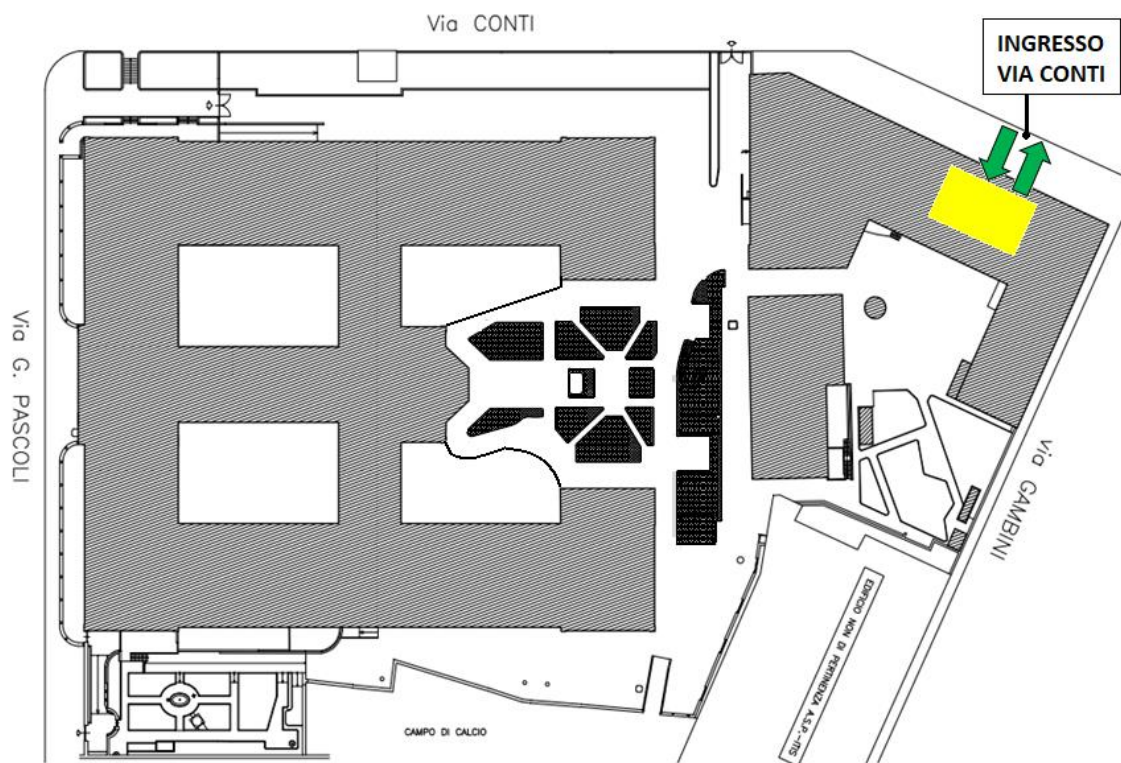 Via CONTI
INGRESSO
VIA CONTI
Via G. PASCOLI
Via GAMBINI
EDIFICIO NON DI PERTINENZA A.S.P.-ITIS
CAMPO DI CALCIO